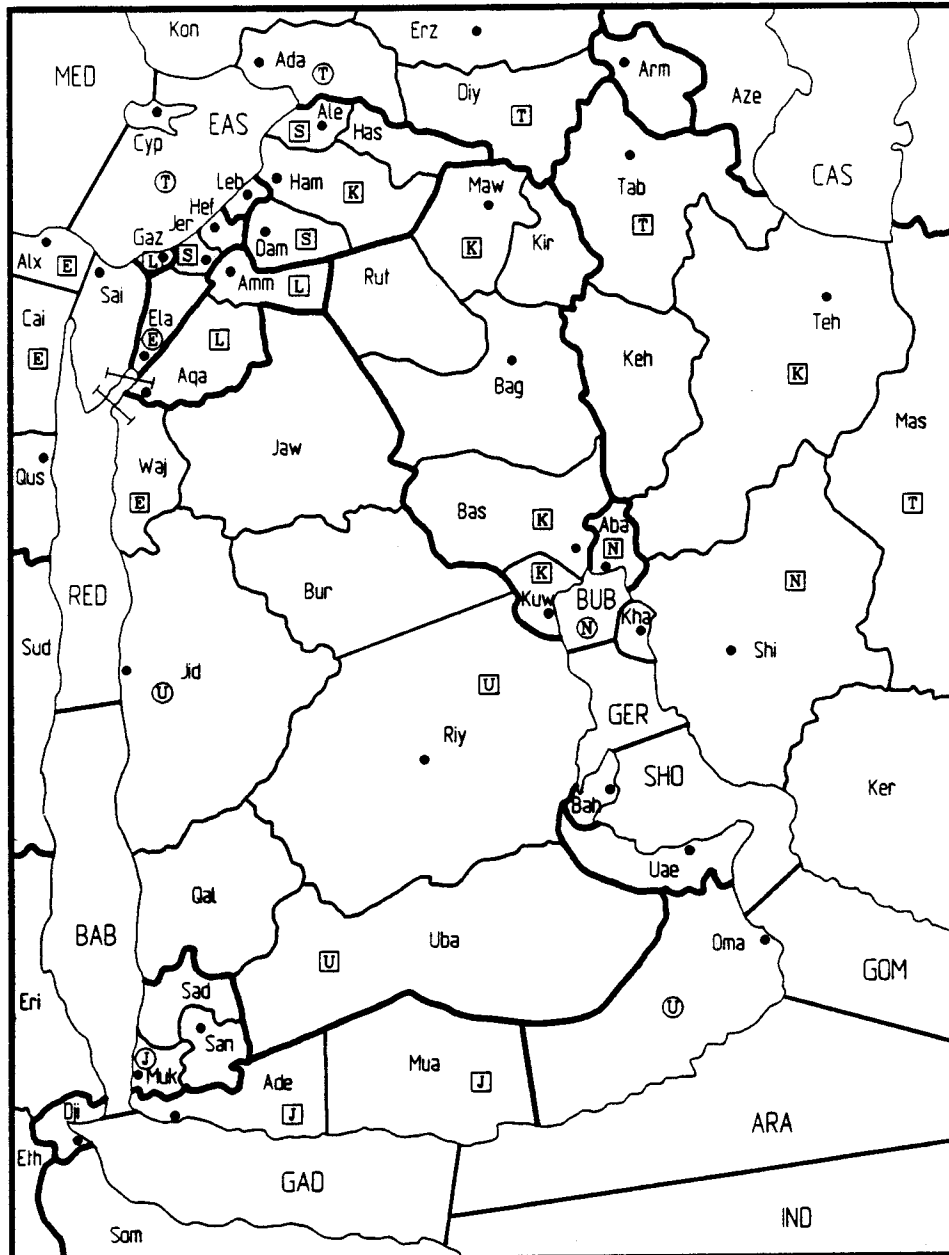 Kon
Erz
MED
Ada
T
Arm
Diy
T
Aze
EAS
Ale
S
Has
Cyp
T
CAS
Leb
Ham
K
Maw
Tab
Hef
Jer
Gaz
L
S
Dam
S
K
Kir
T
Alx
E
Sai
Amm
L
Rut
Cai
E
Ela
E
L
Teh
Aqa
Bag
Keh
K
Mas
Qus
Waj
E
Jaw
Bas
K
Aba
N
T
RED
Bur
K
Kuw
BUB
N
Kha
N
Sud
Shi
Jid
U
U
Riy
GER
SHO
Bah
Ker
Uae
Qal
BAB
Uba
U
Oma
GOM
Eri
Sad
San
U
J
Muk
Ade
J
Mua
J
Dji
ARA
Eth
GAD
Som
IND